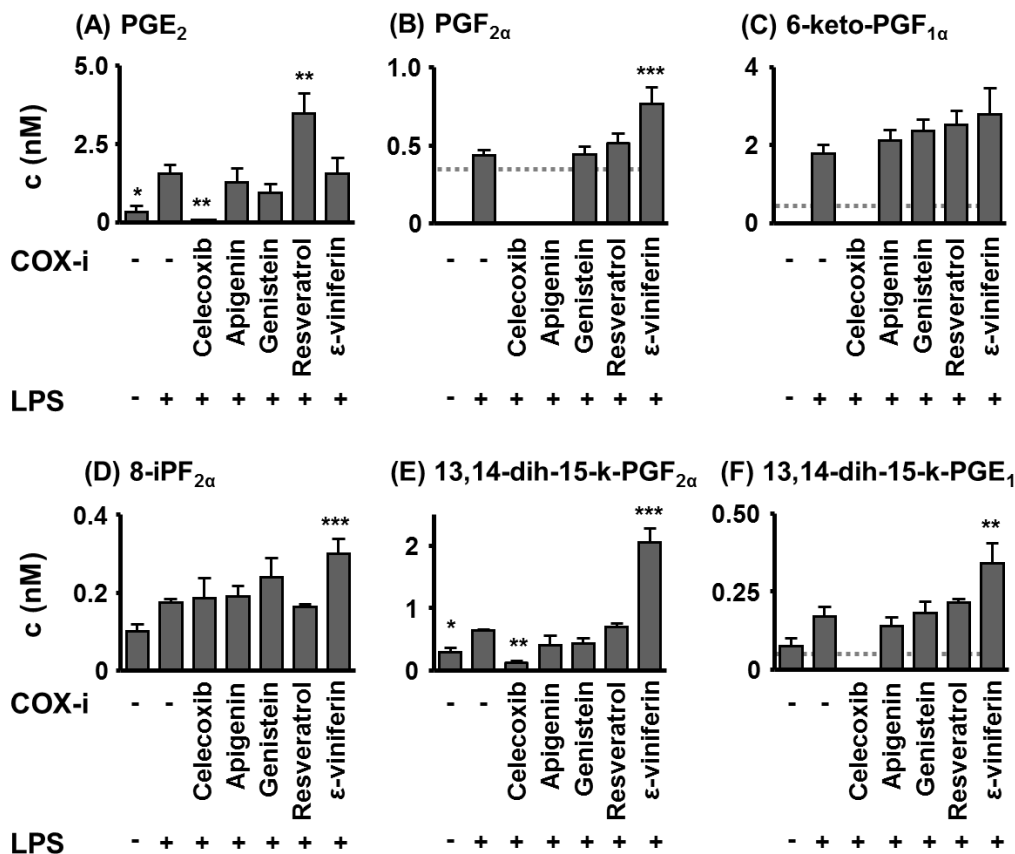 (A) PGE2 (B) PGF2α (C) 6-keto-PGF1α
5.0 1.0 4
** ***
c (nM) 2.5 0.5 2
* **
0 0 0
COX-i - - Celecoxib Apigenin Genistein Resveratrol ε-viniferin - - Celecoxib Apigenin Genistein Resveratrol ε-viniferin - - Celecoxib Apigenin Genistein Resveratrol ε-viniferin
LPS - + + + + + + - + + + + + + - + + + + + +
(D) 8-iPF2α (E) 13,14-dih-15-k-PGF2α (F) 13,14-dih-15-k-PGE1
0.4 2 0.50
*** *** **
c (nM) 0.2 1 0.25
* **
0 0 0
COX-i - - Celecoxib Apigenin Genistein Resveratrol ε-viniferin - - Celecoxib Apigenin Genistein Resveratrol ε-viniferin - - Celecoxib Apigenin Genistein Resveratrol ε-viniferin
LPS - + + + + + + - + + + + + + - + + + + + +